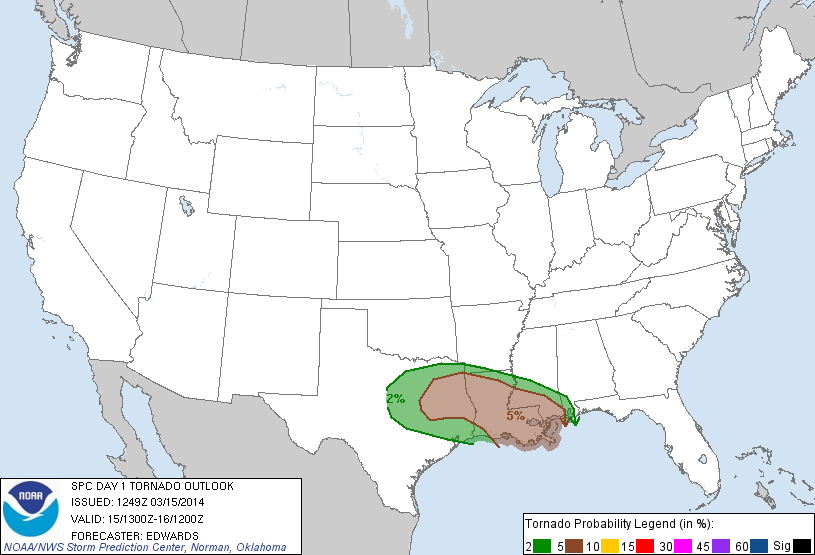 2%
5%
NOAA
SPC DAY 1 TORNADO OUTLOOK
ISSUED: 1249Z 03/15/2014
VALID: 15/1300Z-16/1200Z
FORECASTER: EDWARDS
NOAA/NWS Storm Prediction Center, Norman, Oklahoma
Tornado Probability Legend (in %):
2 5 10 15 30 45 60 Sig